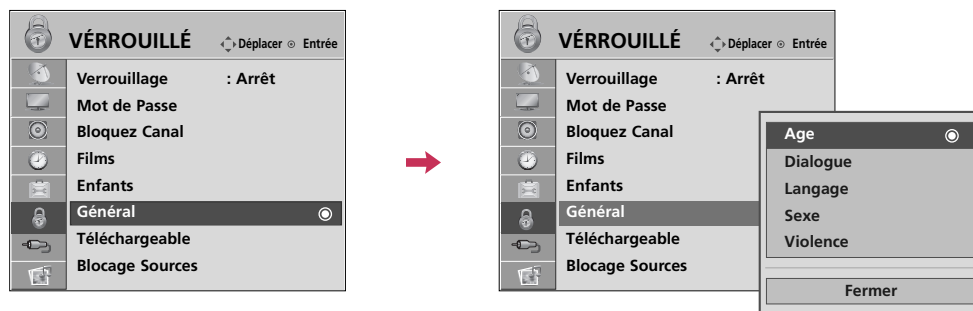 VÉRROUILLÉ Déplacer Entrée
Verrouillage : Arrêt
Mot de Passe
Bloquez Canal
Films
Enfants
Général
Téléchargeable
Blocage Sources
VÉRROUILLÉ Déplacer Entrée
Verrouillage : Arrêt
Mot de Passe
Bloquez Canal
Films
Enfants
Général
Téléchargeable
Blocage Sources
Age
Dialogue
Langage
Sexe
Violence
Fermer